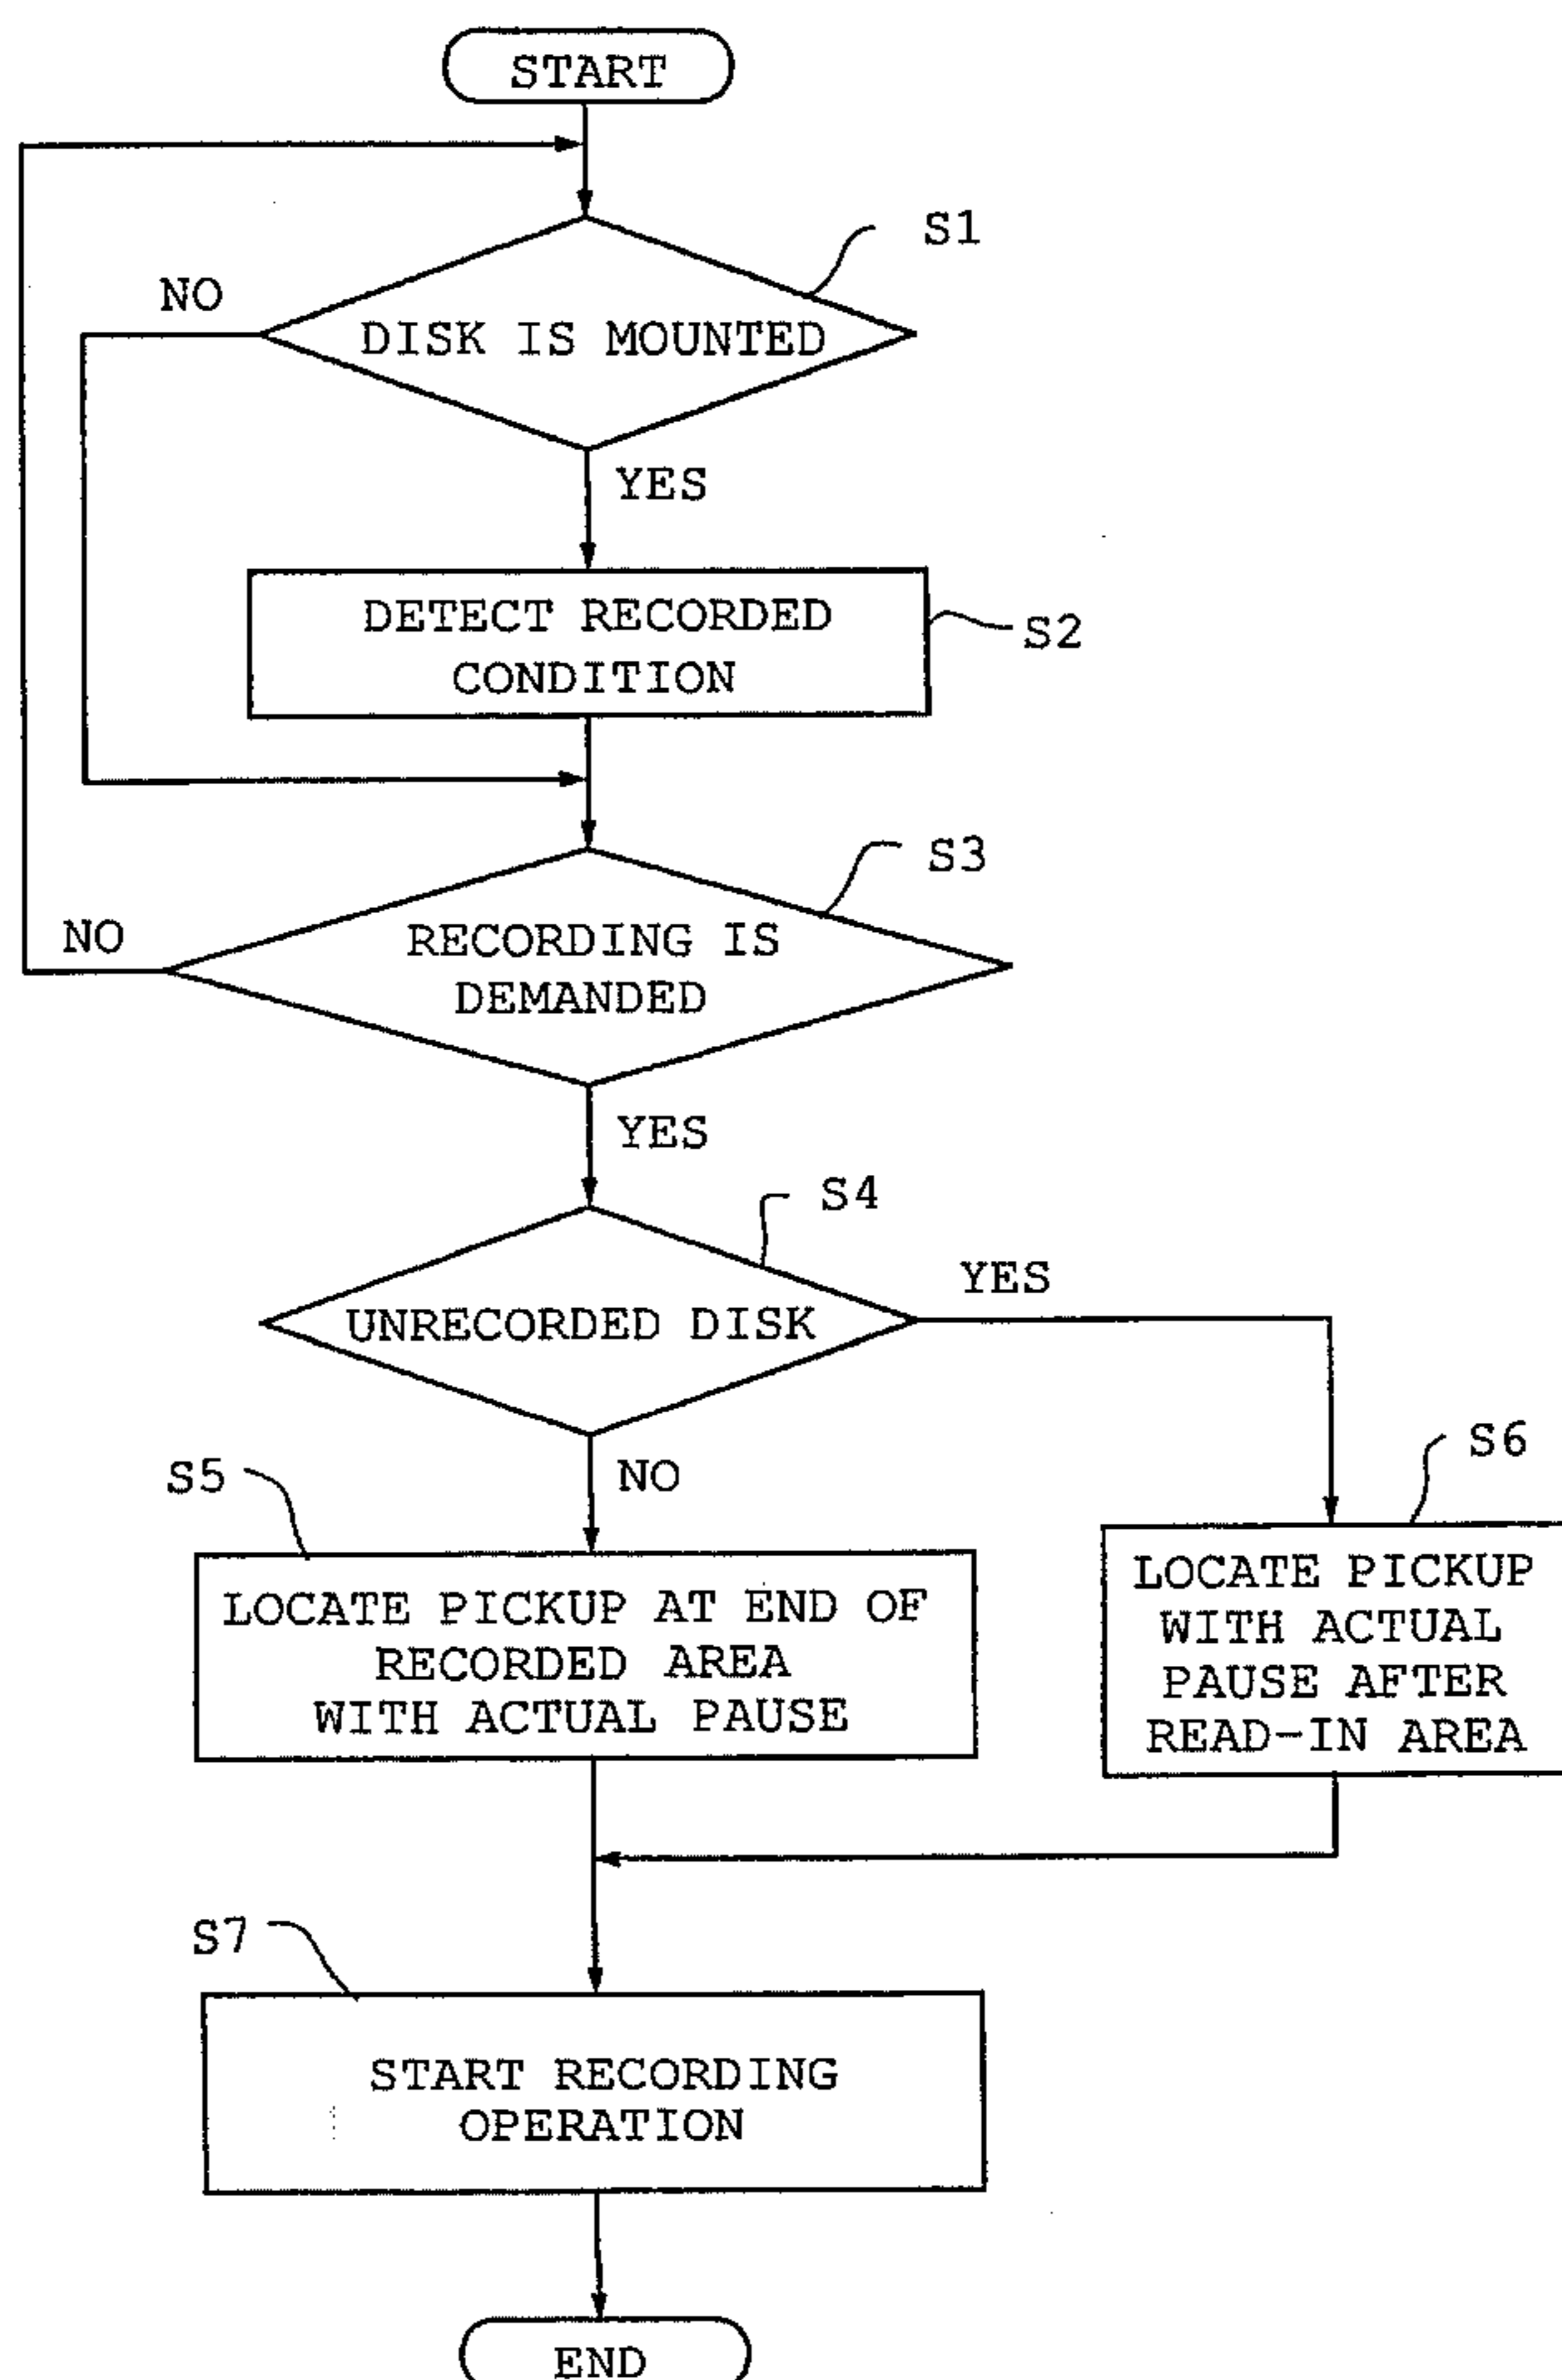 START
S1
NO
DISK IS MOUNTED
YES
DETECT RECORDED
CONDITION
S2
S3
NO
RECORDING IS
DEMANDED
YES
S4
YES
UNRECORDED DISK
S6
S5
NO
LOCATE PICKUP AT END OF
RECORDED AREA
WITH ACTUAL PAUSE
LOCATE PICKUP
WITH ACTUAL
PAUSE AFTER
READ-IN AREA
S7
START RECORDING
OPERATION
END